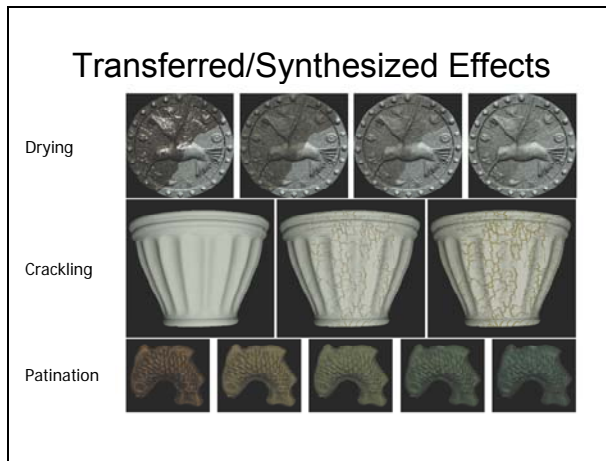 Transferred/Synthesized Effects
Drying
Crackling
Patination